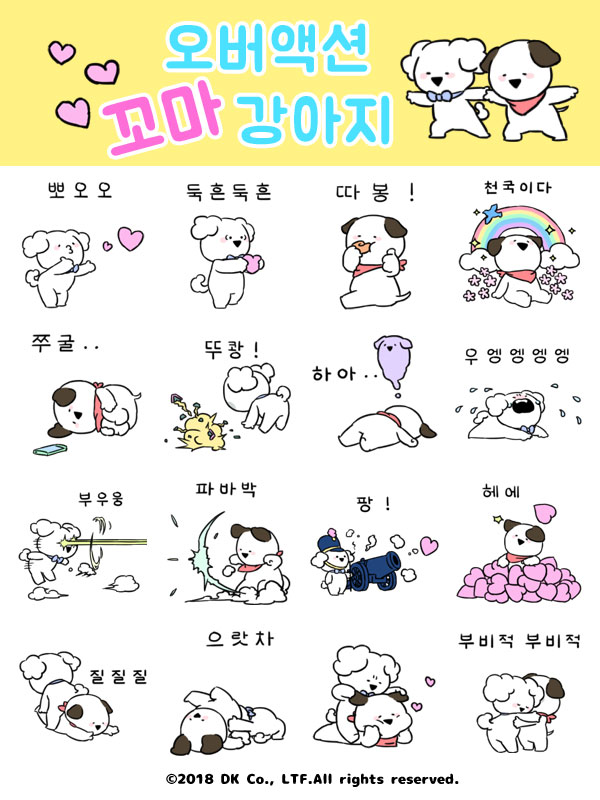 오버액션
꼬마 강아지
뽀오오
둑흔둑흔
따봉!
천국이다
쭈굴..
뚜쾅!
하아..
우엥엥엥엥
부우웅
파바박
팡!
헤에
질질질
으랏차
부비적 부비적
©2018 DK Co., LTF.All rights reserved.